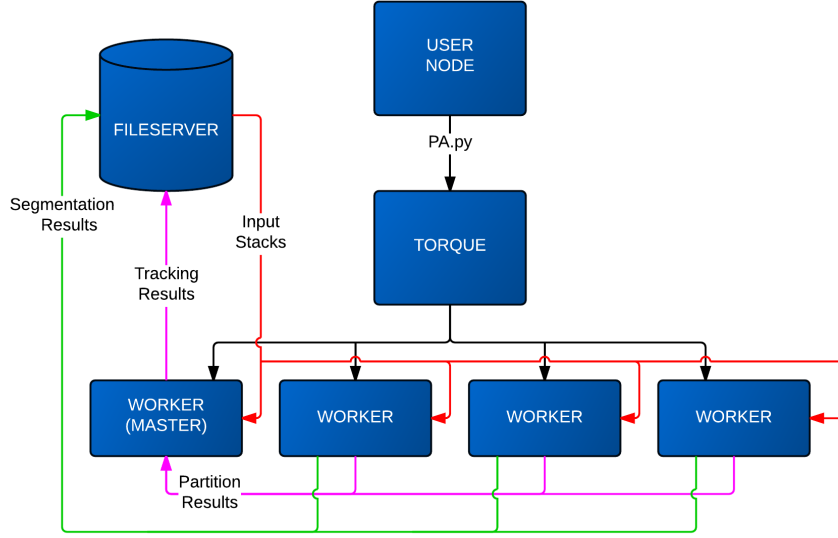 USER
NODE
FILESERVER
PA.py
Segmentation
Results
Input
Stacks
TORQUE
Tracking
Results
WORKER
(MASTER)
WORKER
WORKER
WORKER
Partition
Results